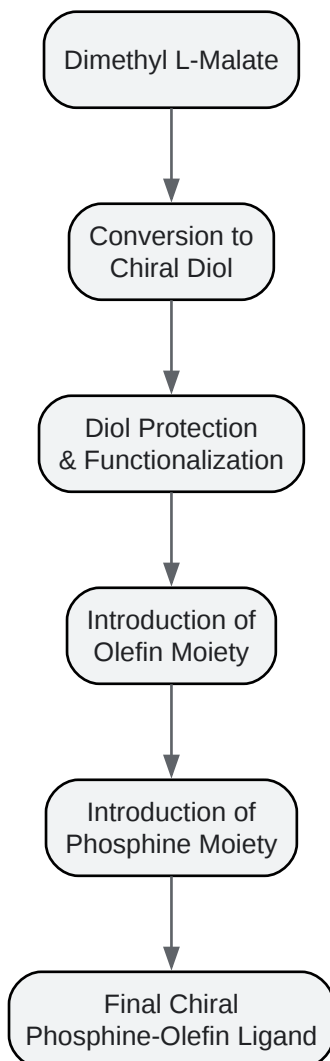 Dimethyl L-Malate
Conversion to
Chiral Diol
Diol Protection
& Functionalization
Introduction of
Olefin Moiety
Introduction of
Phosphine Moiety
Final Chiral
Phosphine-Olefin Ligand